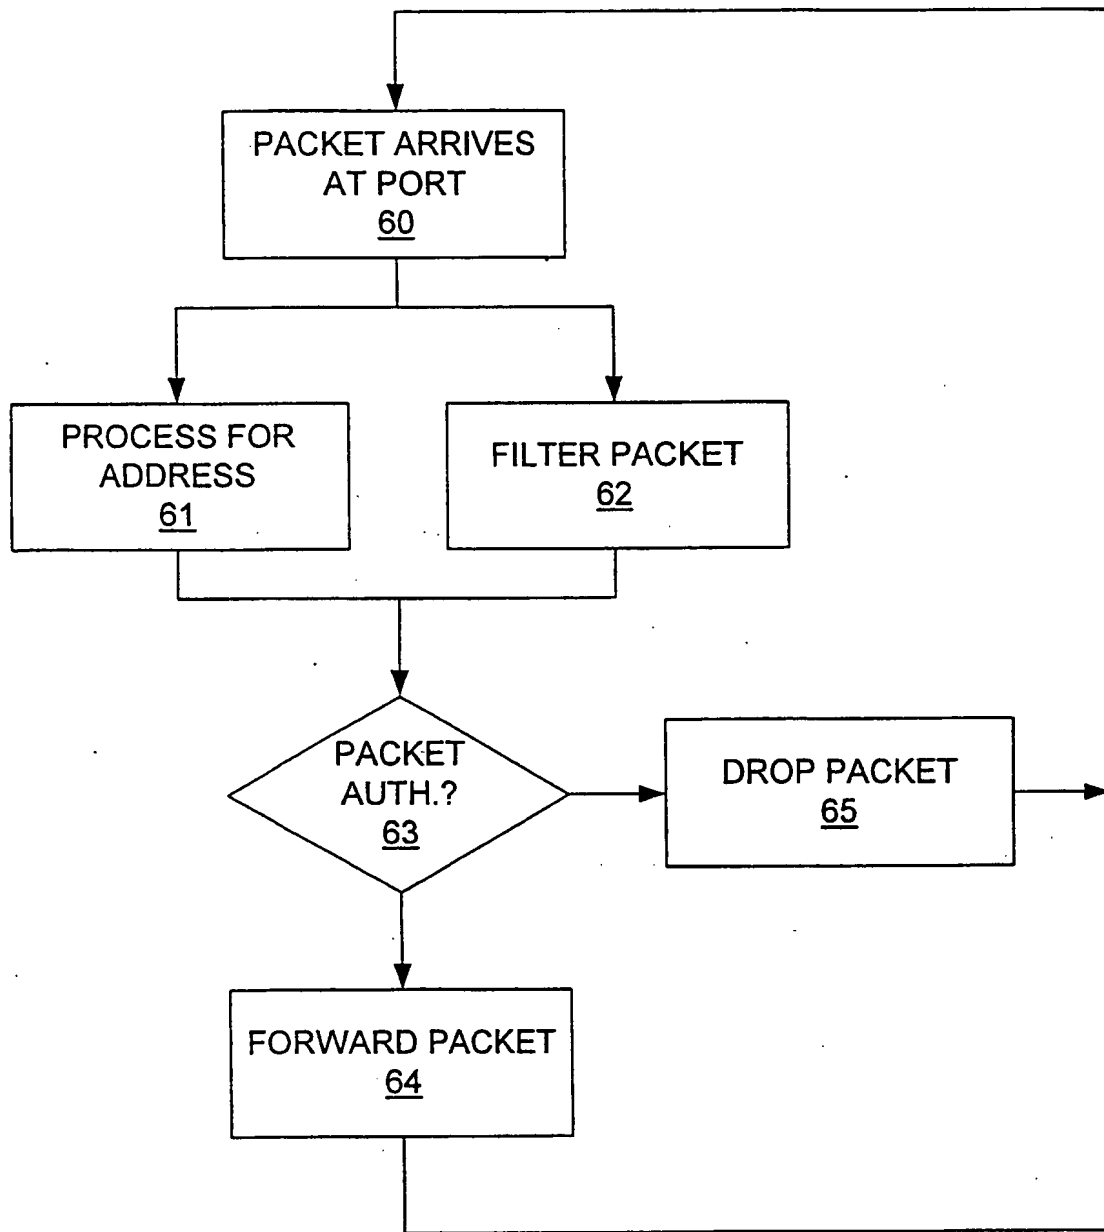 PACKET ARRIVES
AT PORT
60
PROCESS FOR
ADDRESS
61
FILTER PACKET
62
PACKET
AUTH.?
63
DROP PACKET
65
FORWARD PACKET
64